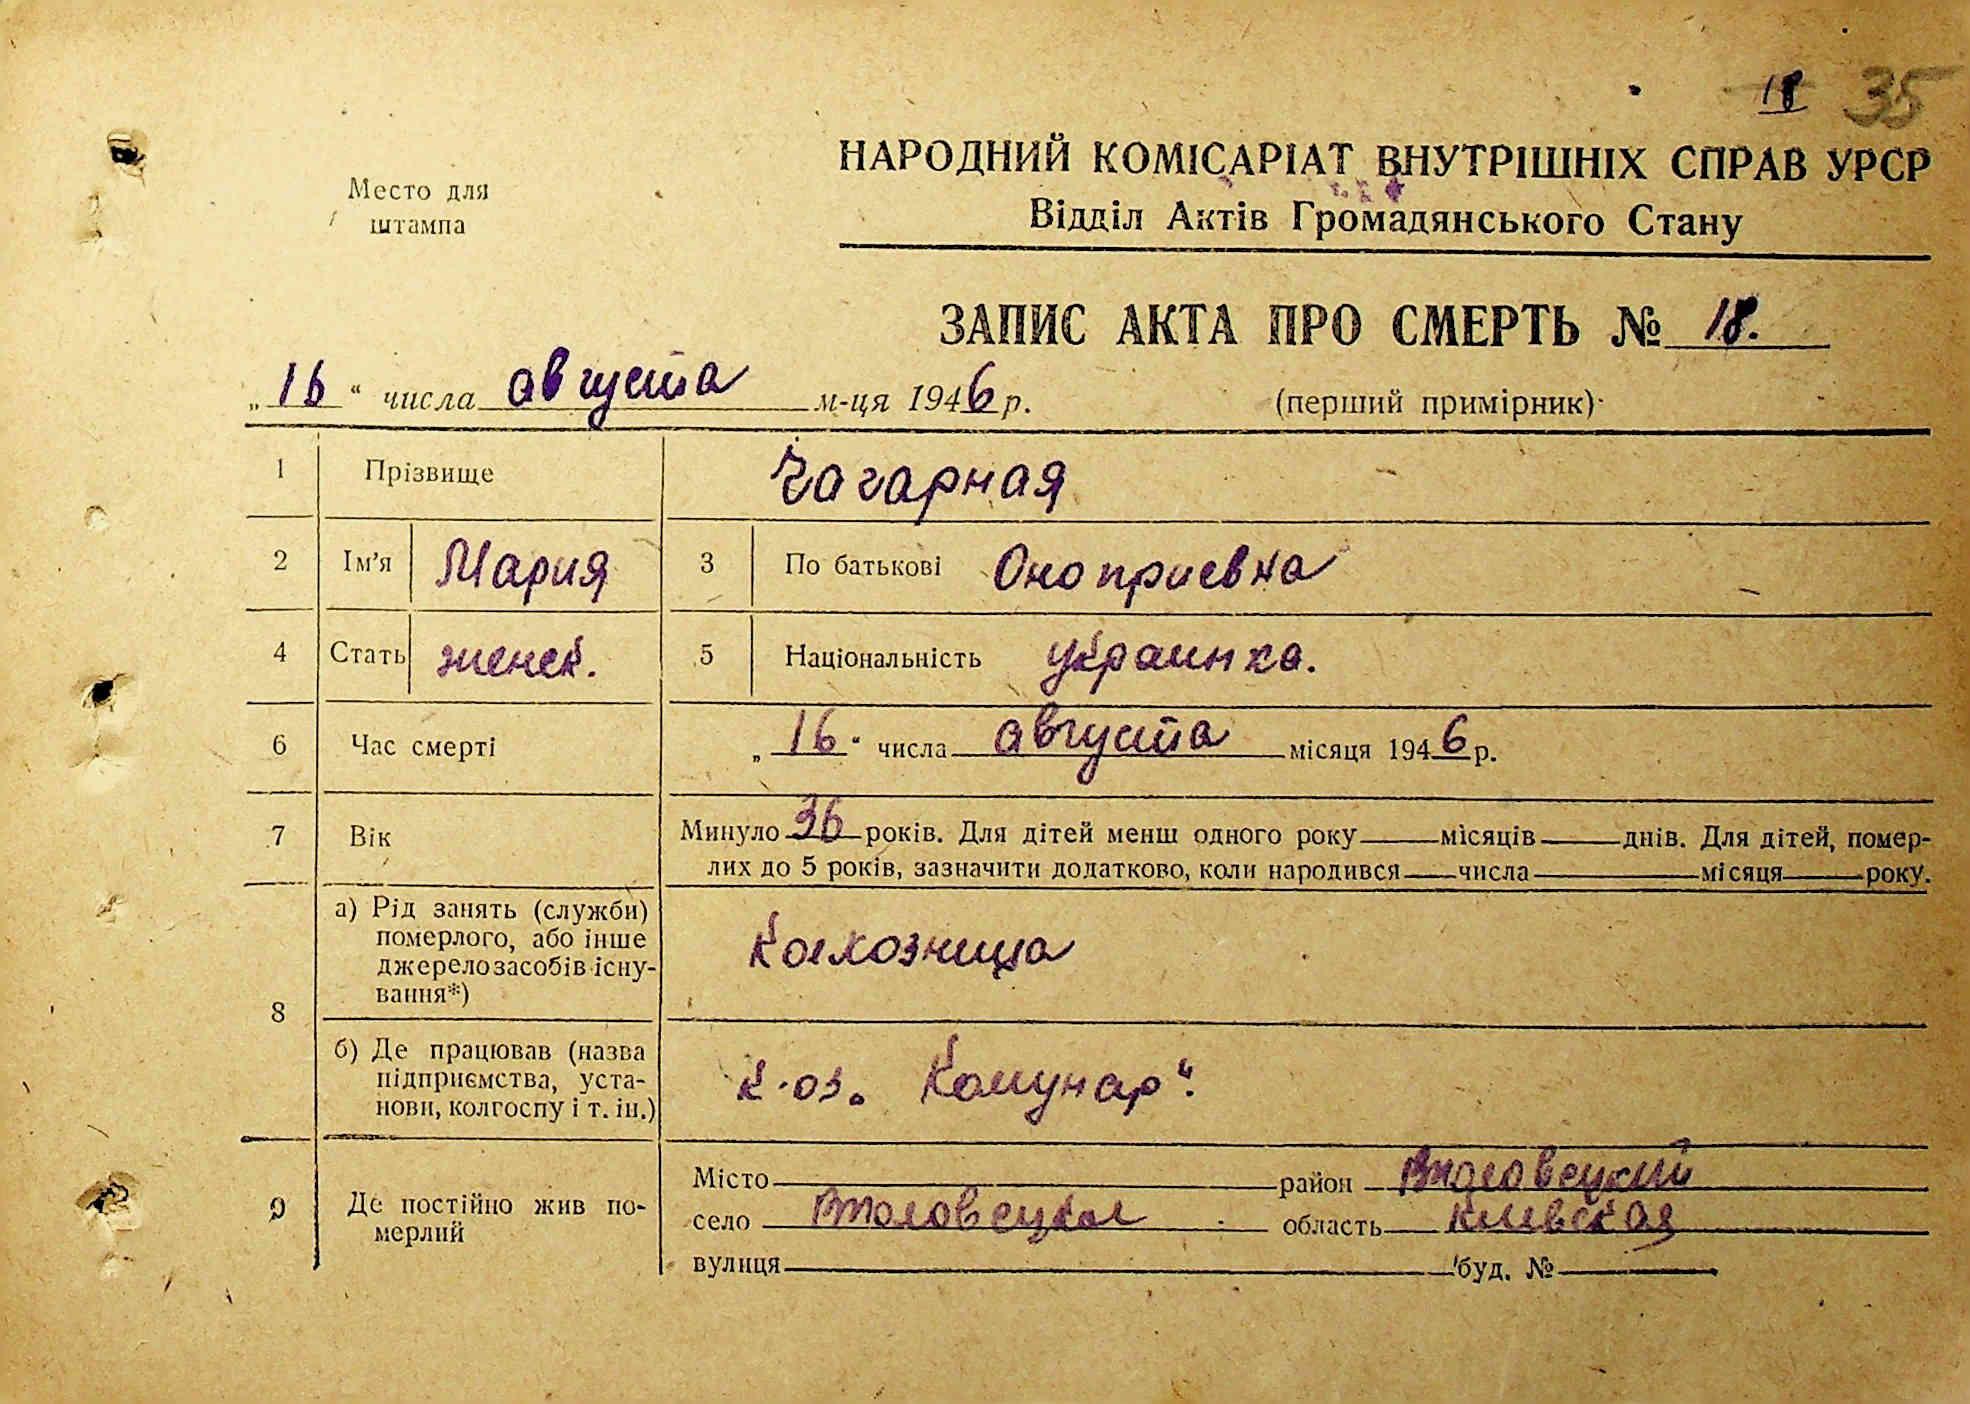 18 35
НАРОДНИЙ КОМІСАРІАТ ВНУТРІШНІХ СПРАВ УРСР
Место для
штампа
Відділ Актів Громадянського Стану
ЗАПИС АКТА ПРО СМЕРТЬ № 18.
„16“ числа августа м-ця 1946 р. (перший примірник)
1 Прізвище Чагарная
2 Ім'я Мария 3 По батькові Оноприевна
4 Стать женск. 5 Національність украинка.
6 Час смерті „16“ числа августа місяця 1946 р.
7 Вік Минуло 36 років. Для дітей менш одного року місяців днів. Для дітей, помер-
лих до 5 років, зазначити додатково, коли народився числа місяця року.
8 а) Рід занять (служби)
померлого, або інше
джерело засобів існу-
вання*)
Колхозница
б) Де працював (назва
підприємства, уста-
нови, колгоспу і т. ін.)
к-оз. Комунар".
9 Де постійно жив по-
мерлий
Місто район
село область Киевская
вулиця буд. №